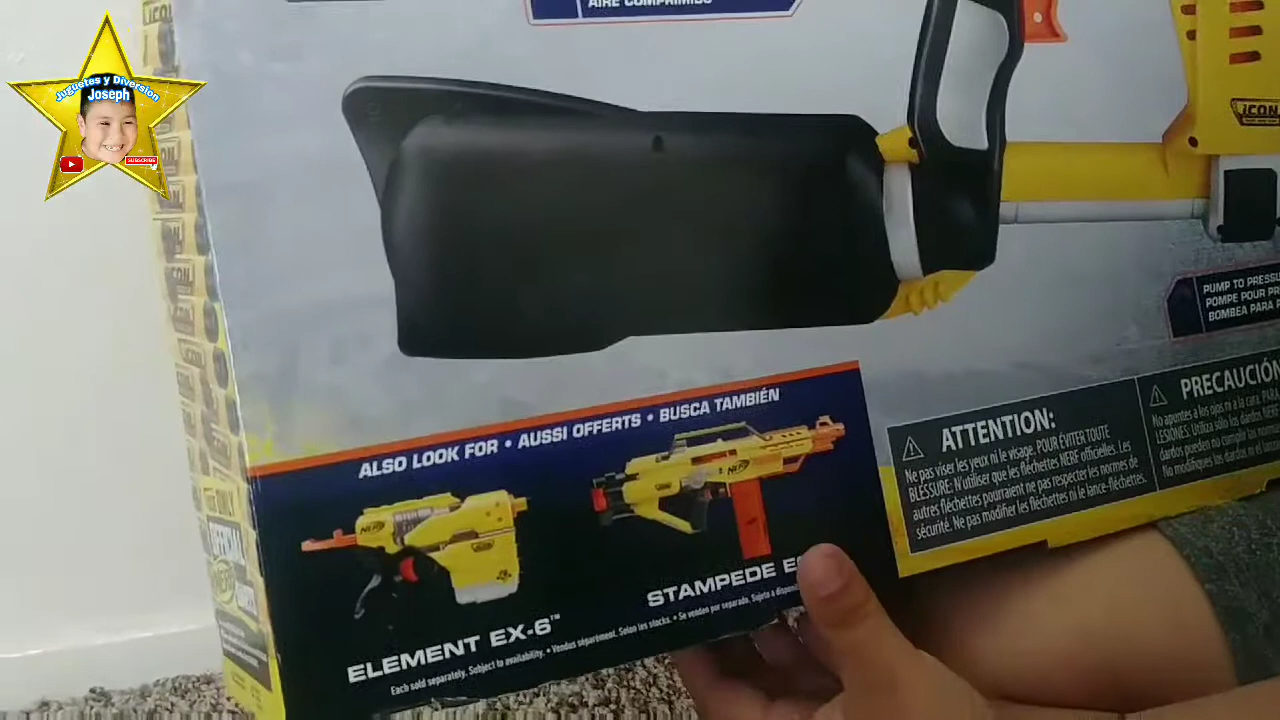 AIRE COMPRIMIDO
Juguetes y Diversion
Joseph
SUBSCRIBE
iCON
PUMP TO
POMPE POUR
BOMBEA PARA
ALSO LOOK FOR • AUSSI OFFERTS • BUSCA TAMBIÉN
NERF
NERF
ELEMENT EX-6™
STAMPEDE
Each sold separately. Subject to availability. • Vendus séparément. Selon les stocks. • Se venden por separado. Sujeto a
ATTENTION:
Ne pas viser les yeux ni le visage. POUR ÉVITER TOUTE
BLESSURE: N'utiliser que les fléchettes NERF officielles. Les
autres fléchettes pourraient ne pas respecter les normes de
sécurité. Ne pas modifier les fléchettes ni le lance-fléchettes.
PRECAUCIÓN
No apuntes a los ojos ni a la cara. PARA
LESIONES: Utiliza sólo los dardos
dardos pueden no cumplir las
No modifiques los dardos ni el
ONLY
OFFICIAL
NERF